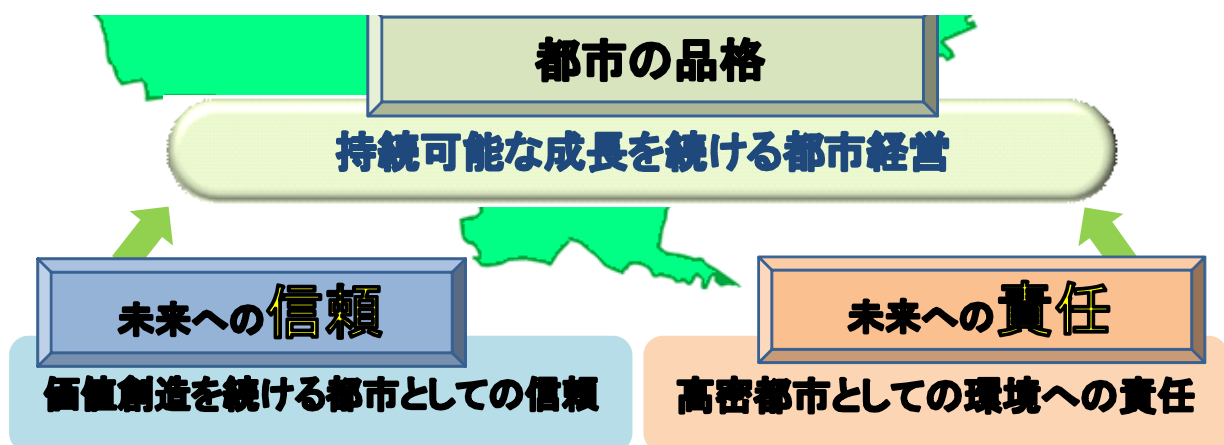 都市の品格
持続可能な成長を続ける都市経営
未来への信頼
価値創造を続ける都市としての信頼
未来への責任
高密都市としての環境への責任